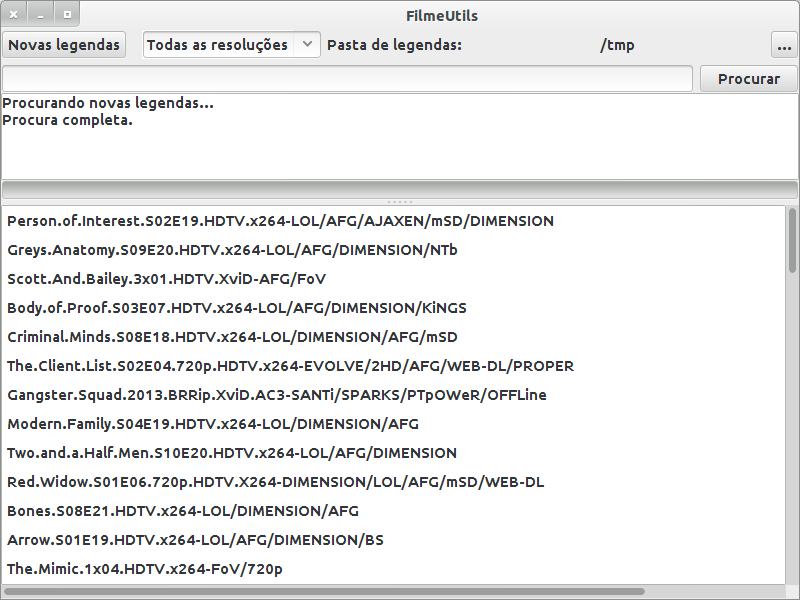 FilmeUtils
Novas legendas Todas as resoluções Pasta de legendas: /tmp ...
Procurar
Procurando novas legendas...
Procura completa.
Person.of.Interest.S02E19.HDTV.x264-LOL/AFG/AJAXEN/mSD/DIMENSION
Greys.Anatomy.S09E20.HDTV.x264-LOL/AFG/DIMENSION/NTb
Scott.And.Bailey.3x01.HDTV.XviD-AFG/FoV
Body.of.Proof.S03E07.HDTV.x264-LOL/AFG/DIMENSION/KiNGS
Criminal.Minds.S08E18.HDTV.x264-LOL/DIMENSION/AFG/mSD
The.Client.List.S02E04.720p.HDTV.x264-EVOLVE/2HD/AFG/WEB-DL/PROPER
Gangster.Squad.2013.BRRip.XviD.AC3-SANTi/SPARKS/PTpOWeR/OFFLine
Modern.Family.S04E19.HDTV.x264-LOL/DIMENSION/AFG
Two.and.a.Half.Men.S10E20.HDTV.x264-LOL/AFG/DIMENSION
Red.Widow.S01E06.720p.HDTV.X264-DIMENSION/LOL/AFG/mSD/WEB-DL
Bones.S08E21.HDTV.x264-LOL/DIMENSION/AFG
Arrow.S01E19.HDTV.x264-LOL/AFG/DIMENSION/BS
The.Mimic.1x04.HDTV.x264-FoV/720p